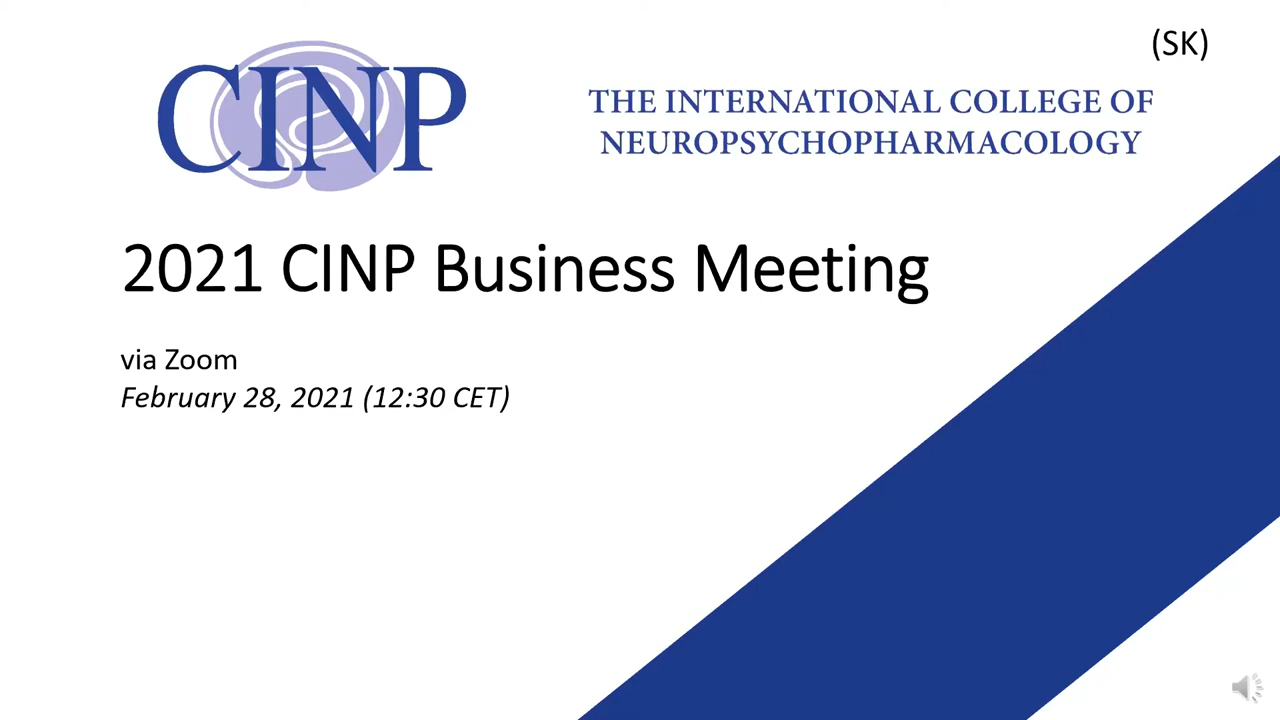 (SK)
CINP
THE INTERNATIONAL COLLEGE OF
NEUROPSYCHOPHARMACOLOGY
2021 CINP Business Meeting
via Zoom
February 28, 2021 (12:30 CET)